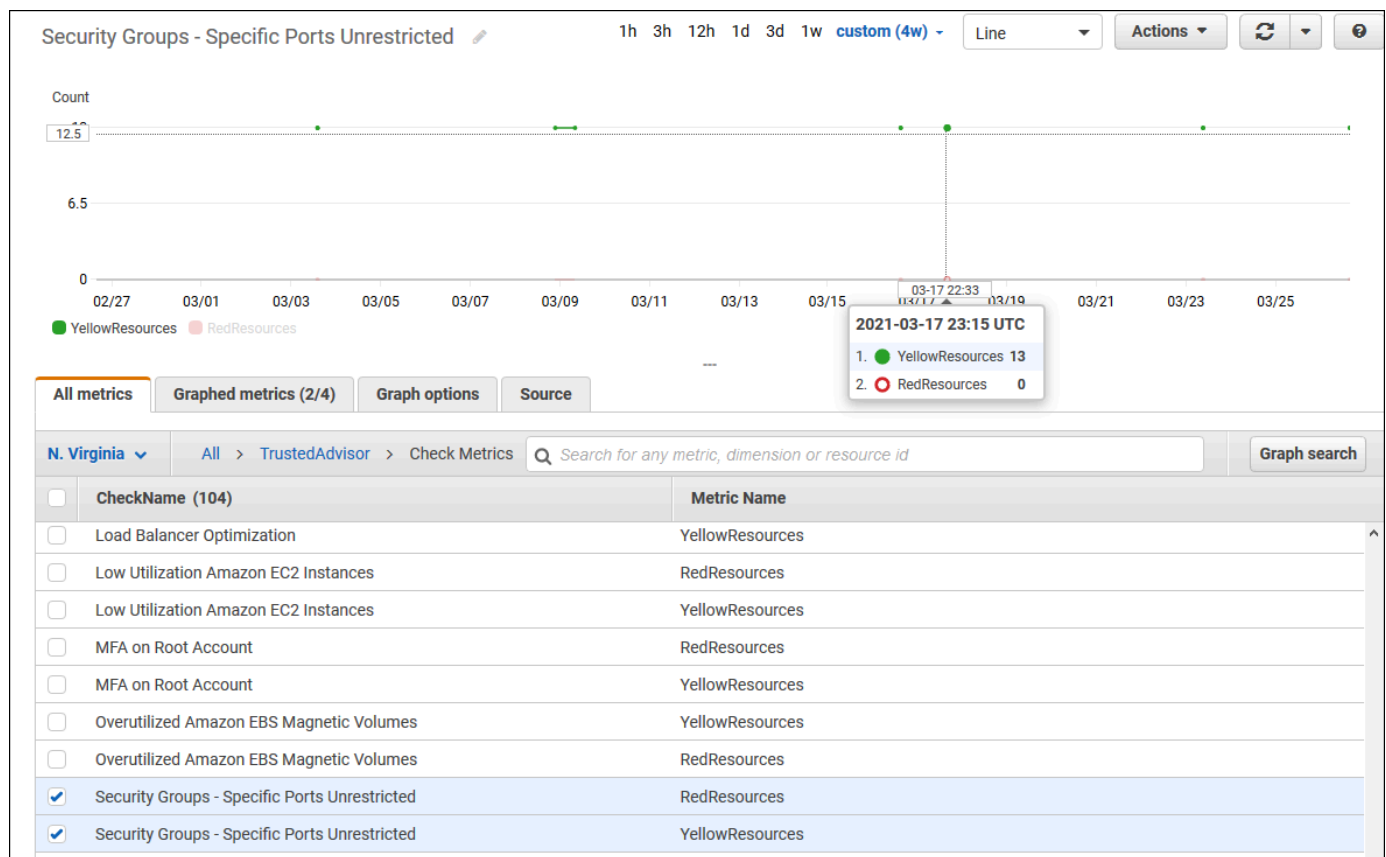 Security Groups - Specific Ports Unrestricted 1h 3h 12h 1d 3d 1w custom (4w) Line Actions
Count
12.5
6.5
0
02/27 03/01 03/03 03/05 03/07 03/09 03/11 03/13 03/15 03/17 03/19 03/21 03/23 03/25
03-17 22:33
YellowResources RedResources
2021-03-17 23:15 UTC
1. YellowResources 13
2. RedResources 0
All metrics Graphed metrics (2/4) Graph options Source
N. Virginia All > TrustedAdvisor > Check Metrics Search for any metric, dimension or resource id Graph search
CheckName (104) Metric Name
Load Balancer Optimization YellowResources
Low Utilization Amazon EC2 Instances RedResources
Low Utilization Amazon EC2 Instances YellowResources
MFA on Root Account RedResources
MFA on Root Account YellowResources
Overutilized Amazon EBS Magnetic Volumes YellowResources
Overutilized Amazon EBS Magnetic Volumes RedResources
Security Groups - Specific Ports Unrestricted RedResources
Security Groups - Specific Ports Unrestricted YellowResources